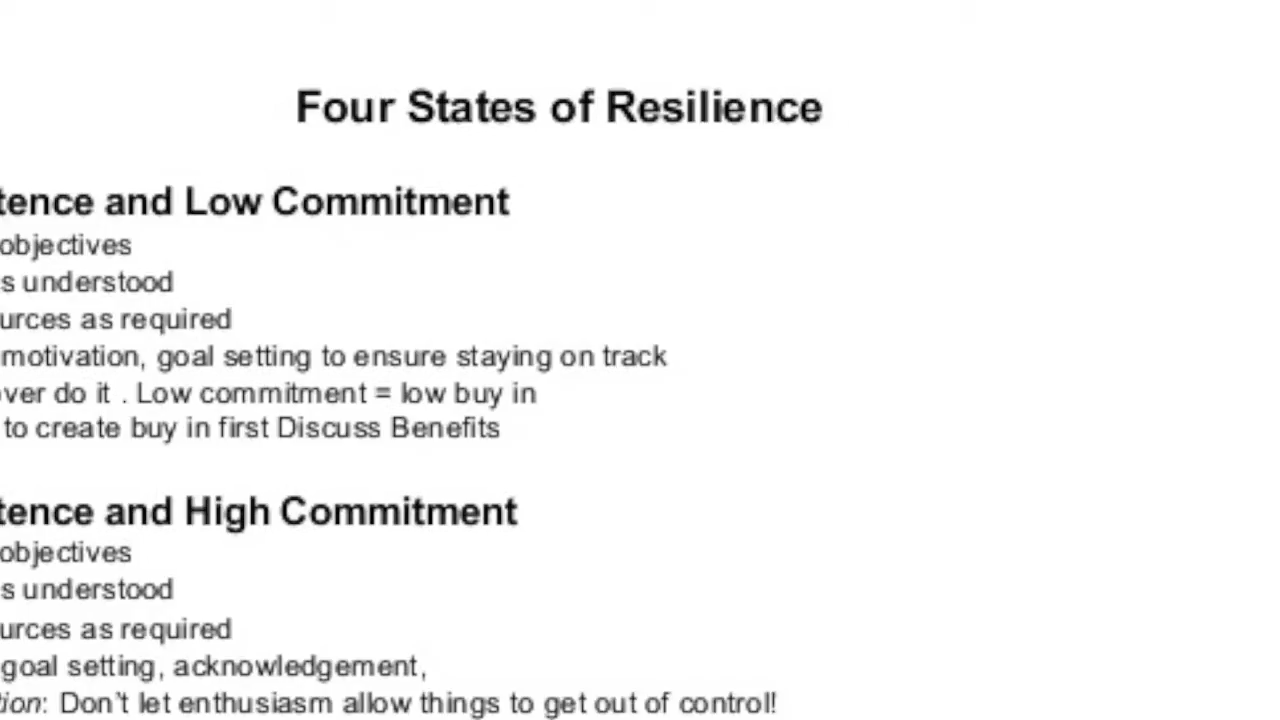 Four States of Resilience
tence and Low Commitment
objectives
s understood
urces as required
motivation, goal setting to ensure staying on track
ver do it . Low commitment = low buy in
to create buy in first Discuss Benefits
tence and High Commitment
objectives
s understood
urces as required
goal setting, acknowledgement,
tion: Don't let enthusiasm allow things to get out of control!